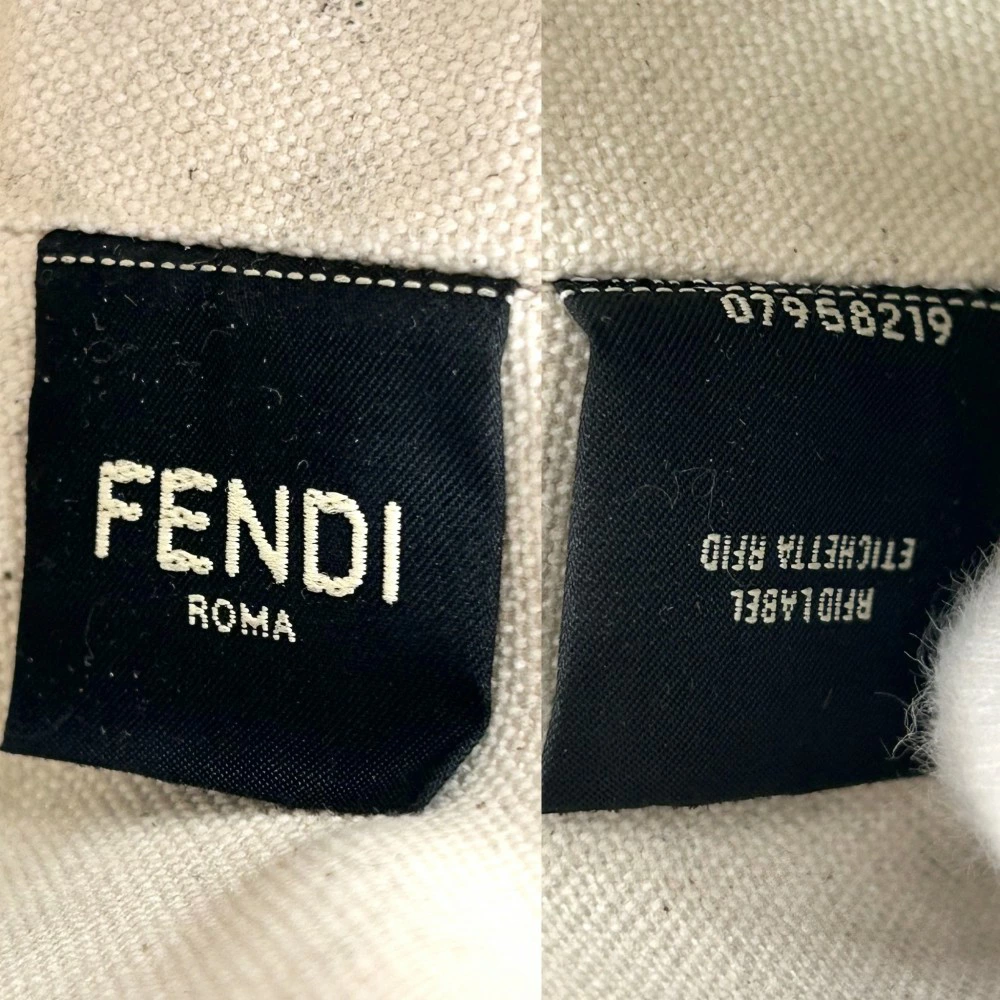 FENDI
ROMA
07958219
ETICHETTA RFID
RFID LABEL